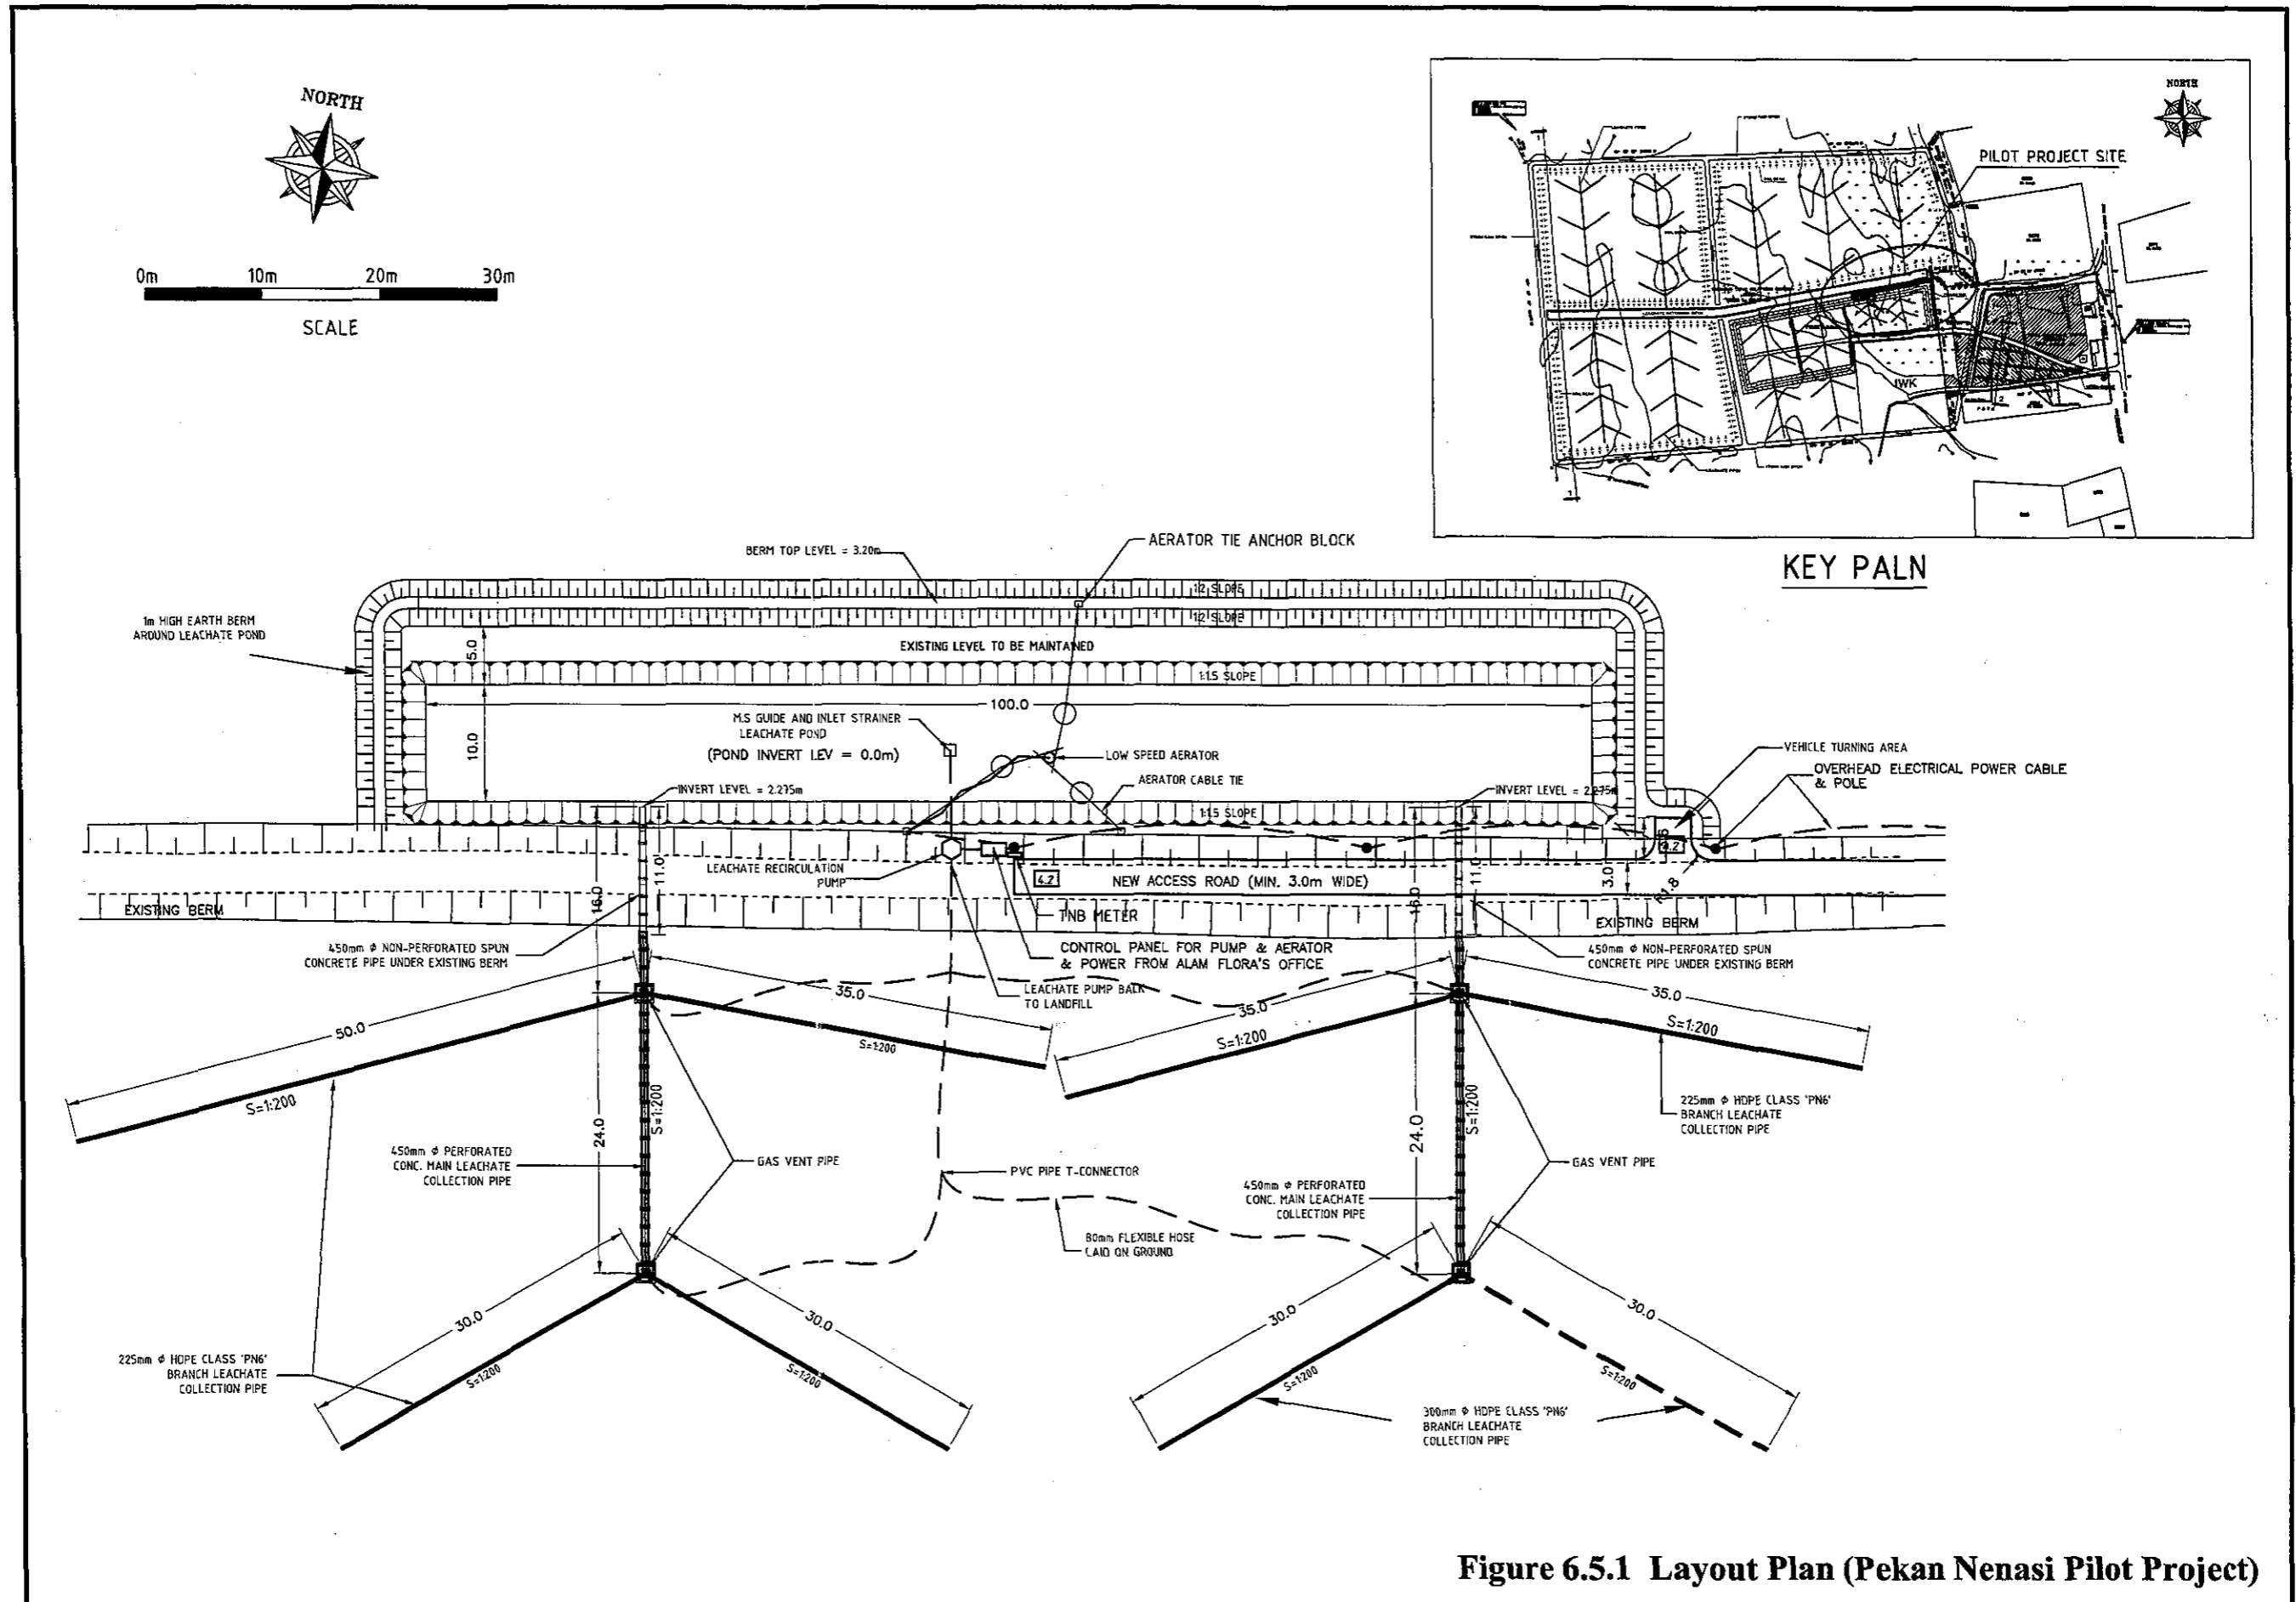 NORTH
0m 10m 20m 30m
SCALE
NORTH
PILOT PROJECT SITE
IWK
KEY PALN
BERM TOP LEVEL = 3.20m
AERATOR TIE ANCHOR BLOCK
1m HIGH EARTH BERM
AROUND LEACHATE POND
1:2 SLOPE
1:2 SLOPE
5.0
EXISTING LEVEL TO BE MAINTAINED
1:1.5 SLOPE
100.0
10.0
M.S GUIDE AND INLET STRAINER
LEACHATE POND
(POND INVERT LEV = 0.0m)
LOW SPEED AERATOR
AERATOR CABLE TIE
VEHICLE TURNING AREA
OVERHEAD ELECTRICAL POWER CABLE
& POLE
INVERT LEVEL = 2.275m
INVERT LEVEL = 2.275m
1:1.5 SLOPE
16.0
11.0
LEACHATE RECIRCULATION
PUMP
4.2
NEW ACCESS ROAD (MIN. 3.0m WIDE)
16.0
11.0
3.0
R1.8
4.2
EXISTING BERM
TNB METER
EXISTING BERM
450mm φ NON-PERFORATED SPUN
CONCRETE PIPE UNDER EXISTING BERM
CONTROL PANEL FOR PUMP & AERATOR
& POWER FROM ALAM FLORA'S OFFICE
450mm φ NON-PERFORATED SPUN
CONCRETE PIPE UNDER EXISTING BERM
LEACHATE PUMP BACK
TO LANDFILL
50.0
35.0
35.0
35.0
S=1:200
S=1:200
S=1:200
S=1:200
24.0
S=1:200
24.0
S=1:200
225mm φ HDPE CLASS 'PN6'
BRANCH LEACHATE
COLLECTION PIPE
450mm φ PERFORATED
CONC. MAIN LEACHATE
COLLECTION PIPE
GAS VENT PIPE
PVC PIPE T-CONNECTOR
GAS VENT PIPE
450mm φ PERFORATED
CONC. MAIN LEACHATE
COLLECTION PIPE
80mm FLEXIBLE HOSE
LAID ON GROUND
30.0
30.0
30.0
30.0
225mm φ HDPE CLASS 'PN6'
BRANCH LEACHATE
COLLECTION PIPE
S=1:200
S=1:200
S=1:200
S=1:200
300mm φ HDPE CLASS 'PN6'
BRANCH LEACHATE
COLLECTION PIPE
Figure 6.5.1 Layout Plan (Pekan Nenasi Pilot Project)